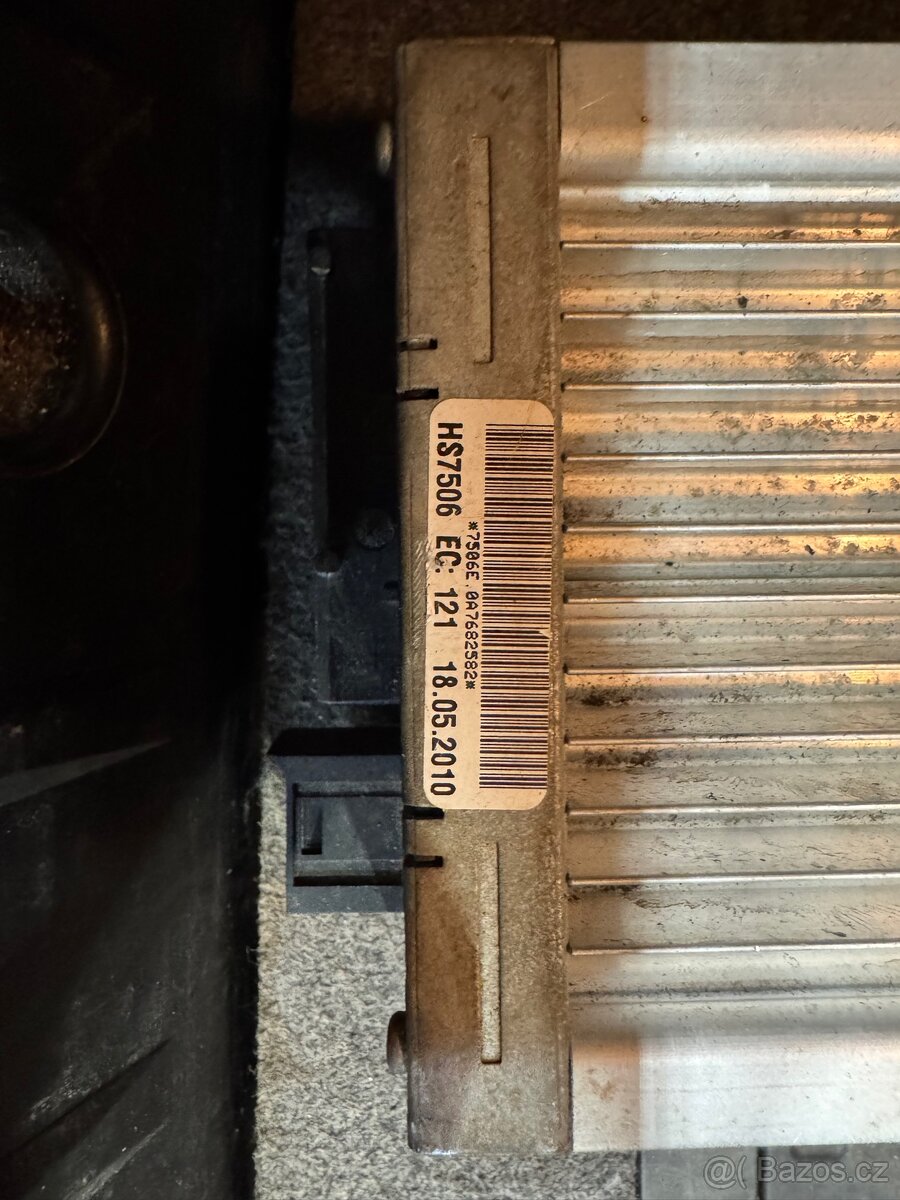 *7506E.0A7682582*
HS7506 EC: 121 18.05.2010
@( Bazos.cz